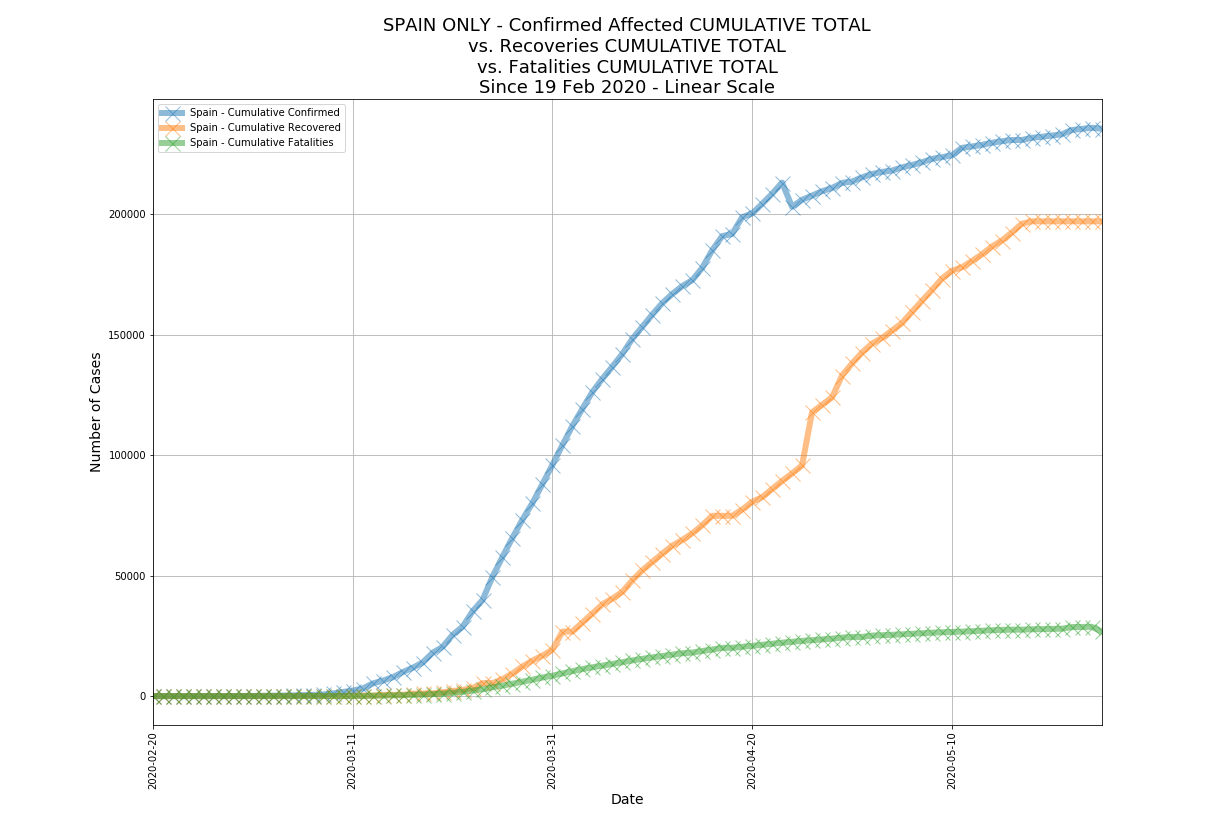 SPAIN ONLY - Confirmed Affected CUMULATIVE TOTAL
vs. Recoveries CUMULATIVE TOTAL
vs. Fatalities CUMULATIVE TOTAL
Since 19 Feb 2020 - Linear Scale
Spain - Cumulative Confirmed
Spain - Cumulative Recovered
Spain - Cumulative Fatalities
Number of Cases
200000
150000
100000
50000
0
2020-02-20
2020-03-11
2020-03-31
2020-04-20
2020-05-10
Date